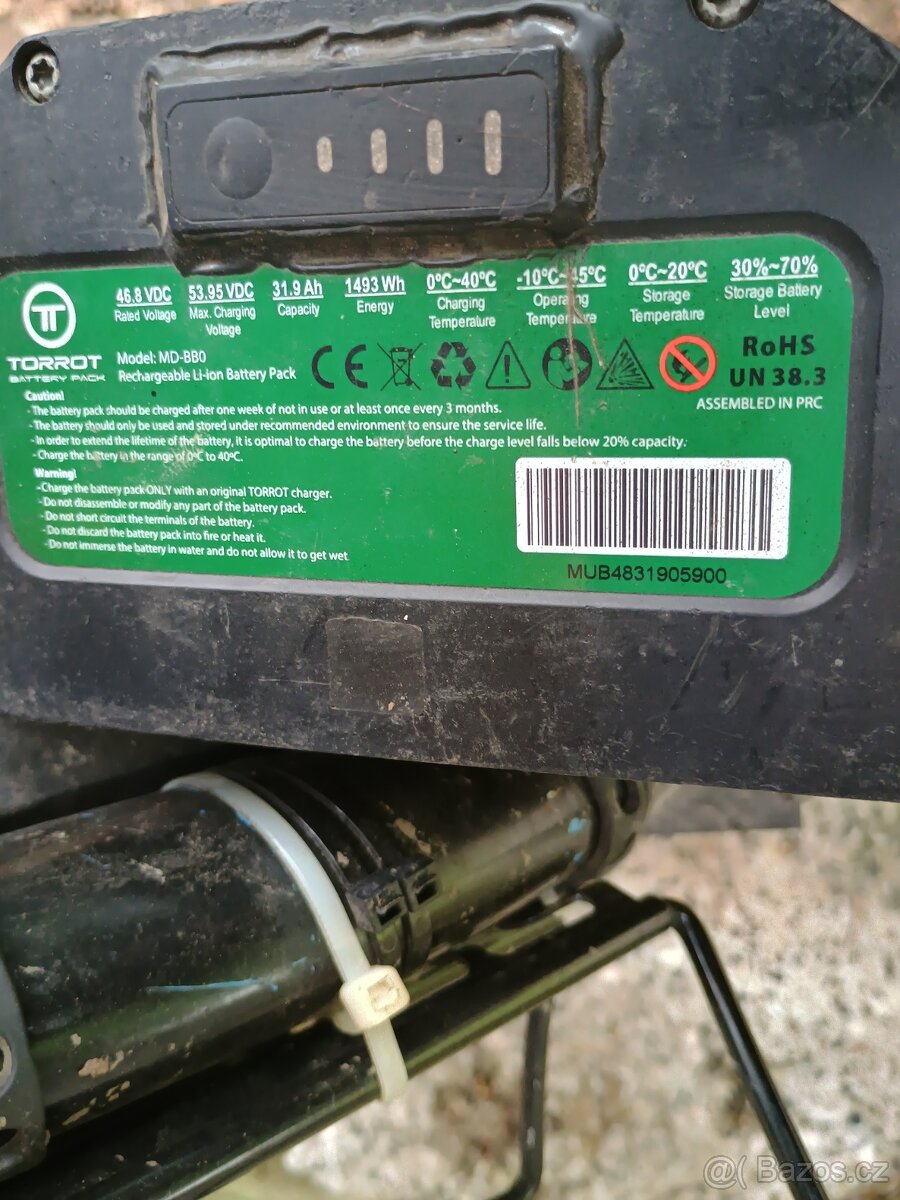 46.8 VDC 53.95 VDC 31.9 Ah 1493 Wh 0°C~40°C -10°C~45°C 0°C~20°C 30%~70%
Rated Voltage Max. Charging Voltage Capacity Energy Charging Temperature Operating Temperature Storage Temperature Storage Battery Level
TORROT
BATTERY PACK
Model: MD-BB0
Rechargeable Li-ion Battery Pack
CE
RoHS
UN 38.3
ASSEMBLED IN PRC
Caution!
- The battery pack should be charged after one week of not in use or at least once every 3 months.
- The battery should only be used and stored under recommended environment to ensure the service life.
- In order to extend the lifetime of the battery, it is optimal to charge the battery before the charge level falls below 20% capacity.
- Charge the battery in the range of 0°C to 40°C.
Warning!
- Charge the battery pack ONLY with an original TORROT charger.
- Do not disassemble or modify any part of the battery pack.
- Do not short circuit the terminals of the battery.
- Do not discard the battery pack into fire or heat it.
- Do not immerse the battery in water and do not allow it to get wet
MUB4831905900
@ Bazos.cz